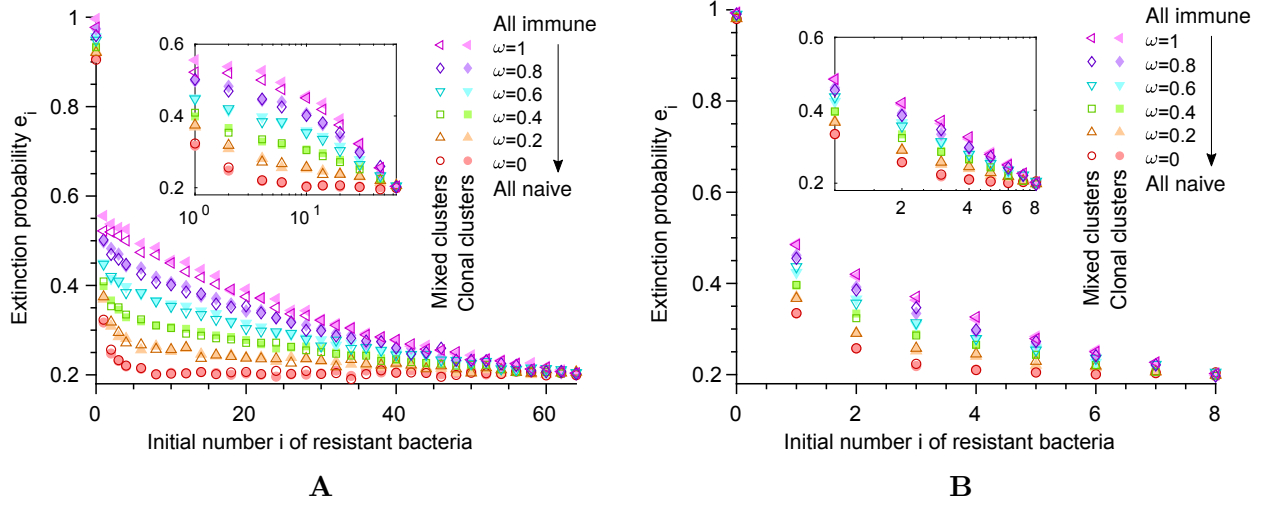 1
0.8
0.6
0.4
0.2
Extinction probability e_i
0
20
40
60
Initial number i of resistant bacteria
0.6
0.4
0.2
10^0
10^1
All immune
ω=1
ω=0.8
ω=0.6
ω=0.4
ω=0.2
ω=0
All naive
Mixed clusters
Clonal clusters
A
1
0.8
0.6
0.4
0.2
Extinction probability e_i
0
2
4
6
8
Initial number i of resistant bacteria
0.6
0.4
0.2
2
4
6
8
All immune
ω=1
ω=0.8
ω=0.6
ω=0.4
ω=0.2
ω=0
All naive
Mixed clusters
Clonal clusters
B